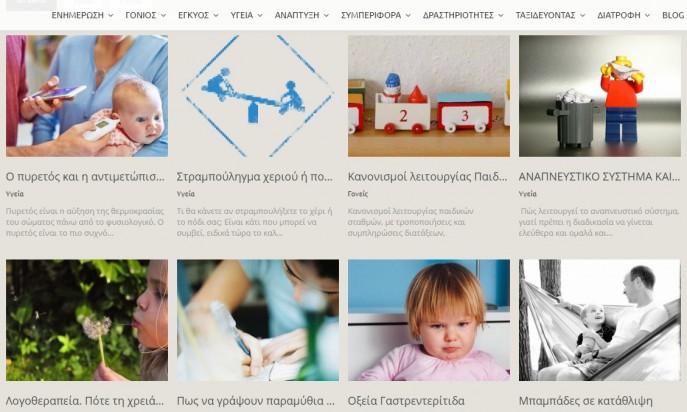 ΕΝΗΜΕΡΩΣΗ ΓΟΝΙΟΣ ΕΓΚΥΟΣ ΥΓΕΙΑ ΑΝΑΠΤΥΞΗ ΣΥΜΠΕΡΙΦΟΡΑ ΔΡΑΣΤΗΡΙΟΤΗΤΕΣ ΤΑΞΙΔΕΥΟΝΤΑΣ ΔΙΑΤΡΟΦΗ BLOG
2 3
Ο πυρετός και η αντιμετώπισ...
Υγεία
Πυρετός είναι η αύξηση της θερμοκρασίας
του σώματος πάνω από το φυσιολογικό. Ο
πυρετός είναι το πιο συχνό...
Στραμπούληγμα χεριού ή πο...
Υγεία
Τι θα κάνετε αν στραμπουλήξετε το χέρι ή
το πόδι σας; Είναι κάτι που μπορεί να
συμβεί, ειδικά τώρα το καλ...
Κανονισμοί λειτουργίας Παιδ...
Γονείς
Κανονισμοί λειτουργίας παιδικών
σταθμών, με τροποποιήσεις και
συμπληρώσεις διατάξεων.
ΑΝΑΠΝΕΥΣΤΙΚΟ ΣΥΣΤΗΜΑ ΚΑΙ...
Υγεία
Πώς λειτουργεί το αναπνευστικό σύστημα,
γιατί πρέπει η διαδικασία να γίνεται
ελεύθερα και ομαλά και...
Λογοθεραπεία. Πότε τη χρειά...
Πως να γράψουν παραμύθια ...
Οξεία Γαστρεντερίτιδα
Μπαμπάδες σε κατάθλιψη